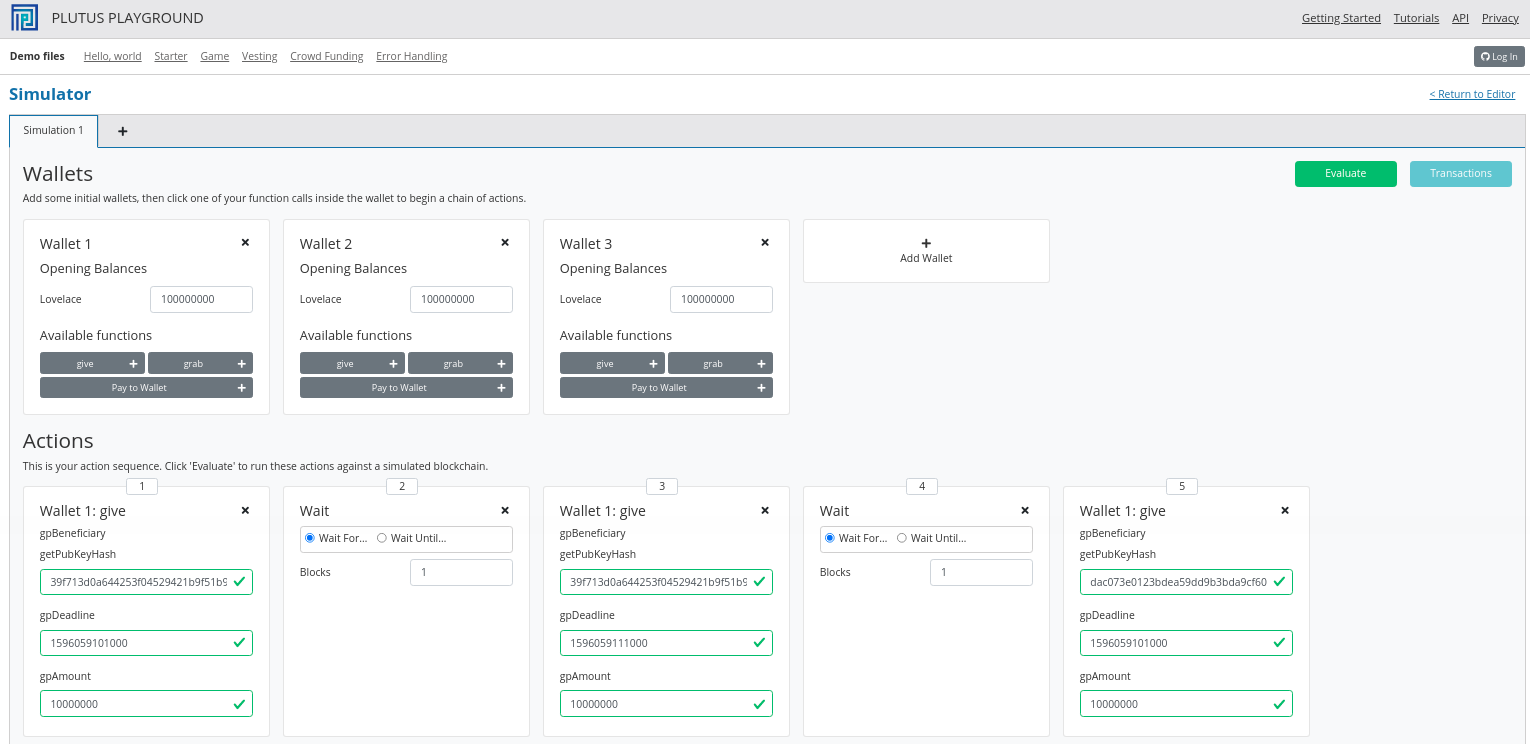 PLUTUS PLAYGROUND
Getting Started Tutorials API Privacy
Demo files Hello, world Starter Game Vesting Crowd Funding Error Handling
Log In
Simulator
< Return to Editor
Simulation 1
Wallets
Evaluate
Transactions
Add some initial wallets, then click one of your function calls inside the wallet to begin a chain of actions.
Wallet 1
Opening Balances
Lovelace 100000000
Available functions
give grab
Pay to Wallet
Wallet 2
Opening Balances
Lovelace 100000000
Available functions
give grab
Pay to Wallet
Wallet 3
Opening Balances
Lovelace 100000000
Available functions
give grab
Pay to Wallet
Add Wallet
Actions
This is your action sequence. Click 'Evaluate' to run these actions against a simulated blockchain.
1
Wallet 1: give
gpBeneficiary
getPubKeyHash
39f713d0a644253f04529421b9f51b9
gpDeadline
1596059101000
gpAmount
10000000
2
Wait
Wait For... Wait Until...
Blocks 1
3
Wallet 1: give
gpBeneficiary
getPubKeyHash
39f713d0a644253f04529421b9f51b9
gpDeadline
1596059111000
gpAmount
10000000
4
Wait
Wait For... Wait Until...
Blocks 1
5
Wallet 1: give
gpBeneficiary
getPubKeyHash
dac073e0123bdea59dd9b3bda9cf60
gpDeadline
1596059101000
gpAmount
10000000